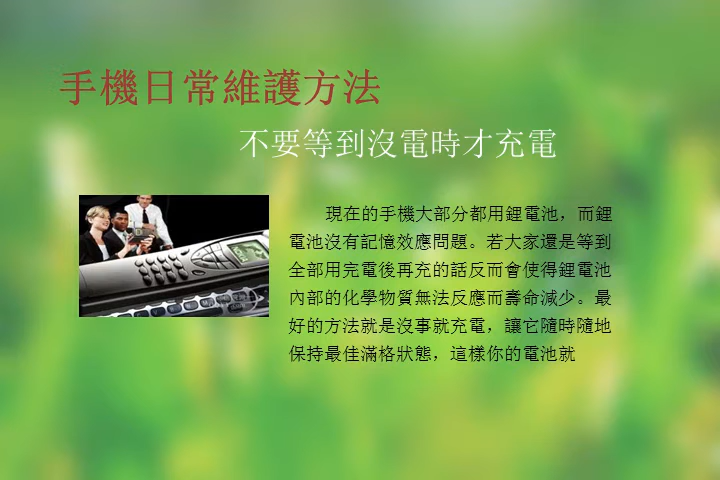 手機日常維護方法
不要等到沒電時才充電
現在的手機大部分都用鋰電池，而鋰
電池沒有記憶效應問題。若大家還是等到
全部用完電後再充的話反而會使得鋰電池
內部的化學物質無法反應而壽命減少。最
好的方法就是沒事就充電，讓它隨時隨地
保持最佳滿格狀態，這樣你的電池就